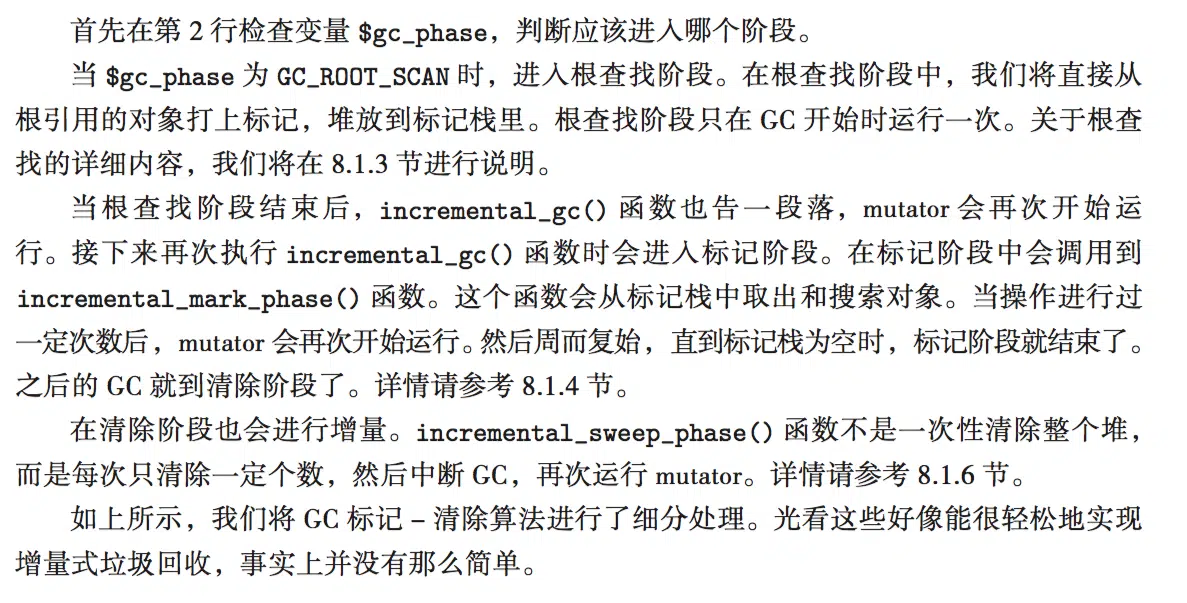 首先在第 2 行检查变量 $gc_phase，判断应该进入哪个阶段。
当 $gc_phase 为 GC_ROOT_SCAN 时，进入根查找阶段。在根查找阶段中，我们将直接从
根引用的对象打上标记，堆放到标记栈里。根查找阶段只在 GC 开始时运行一次。关于根查
找的详细内容，我们将在 8.1.3 节进行说明。
当根查找阶段结束后，incremental_gc() 函数也告一段落，mutator 会再次开始运
行。接下来再次执行 incremental_gc() 函数时会进入标记阶段。在标记阶段中会调用到
incremental_mark_phase() 函数。这个函数会从标记栈中取出和搜索对象。当操作进行过
一定次数后，mutator 会再次开始运行。然后周而复始，直到标记栈为空时，标记阶段就结束了。
之后的 GC 就到清除阶段了。详情请参考 8.1.4 节。
在清除阶段也会进行增量。incremental_sweep_phase() 函数不是一次性清除整个堆，
而是每次只清除一定个数，然后中断 GC，再次运行 mutator。详情请参考 8.1.6 节。
如上所示，我们将 GC 标记 – 清除算法进行了细分处理。光看这些好像能很轻松地实现
增量式垃圾回收，事实上并没有那么简单。